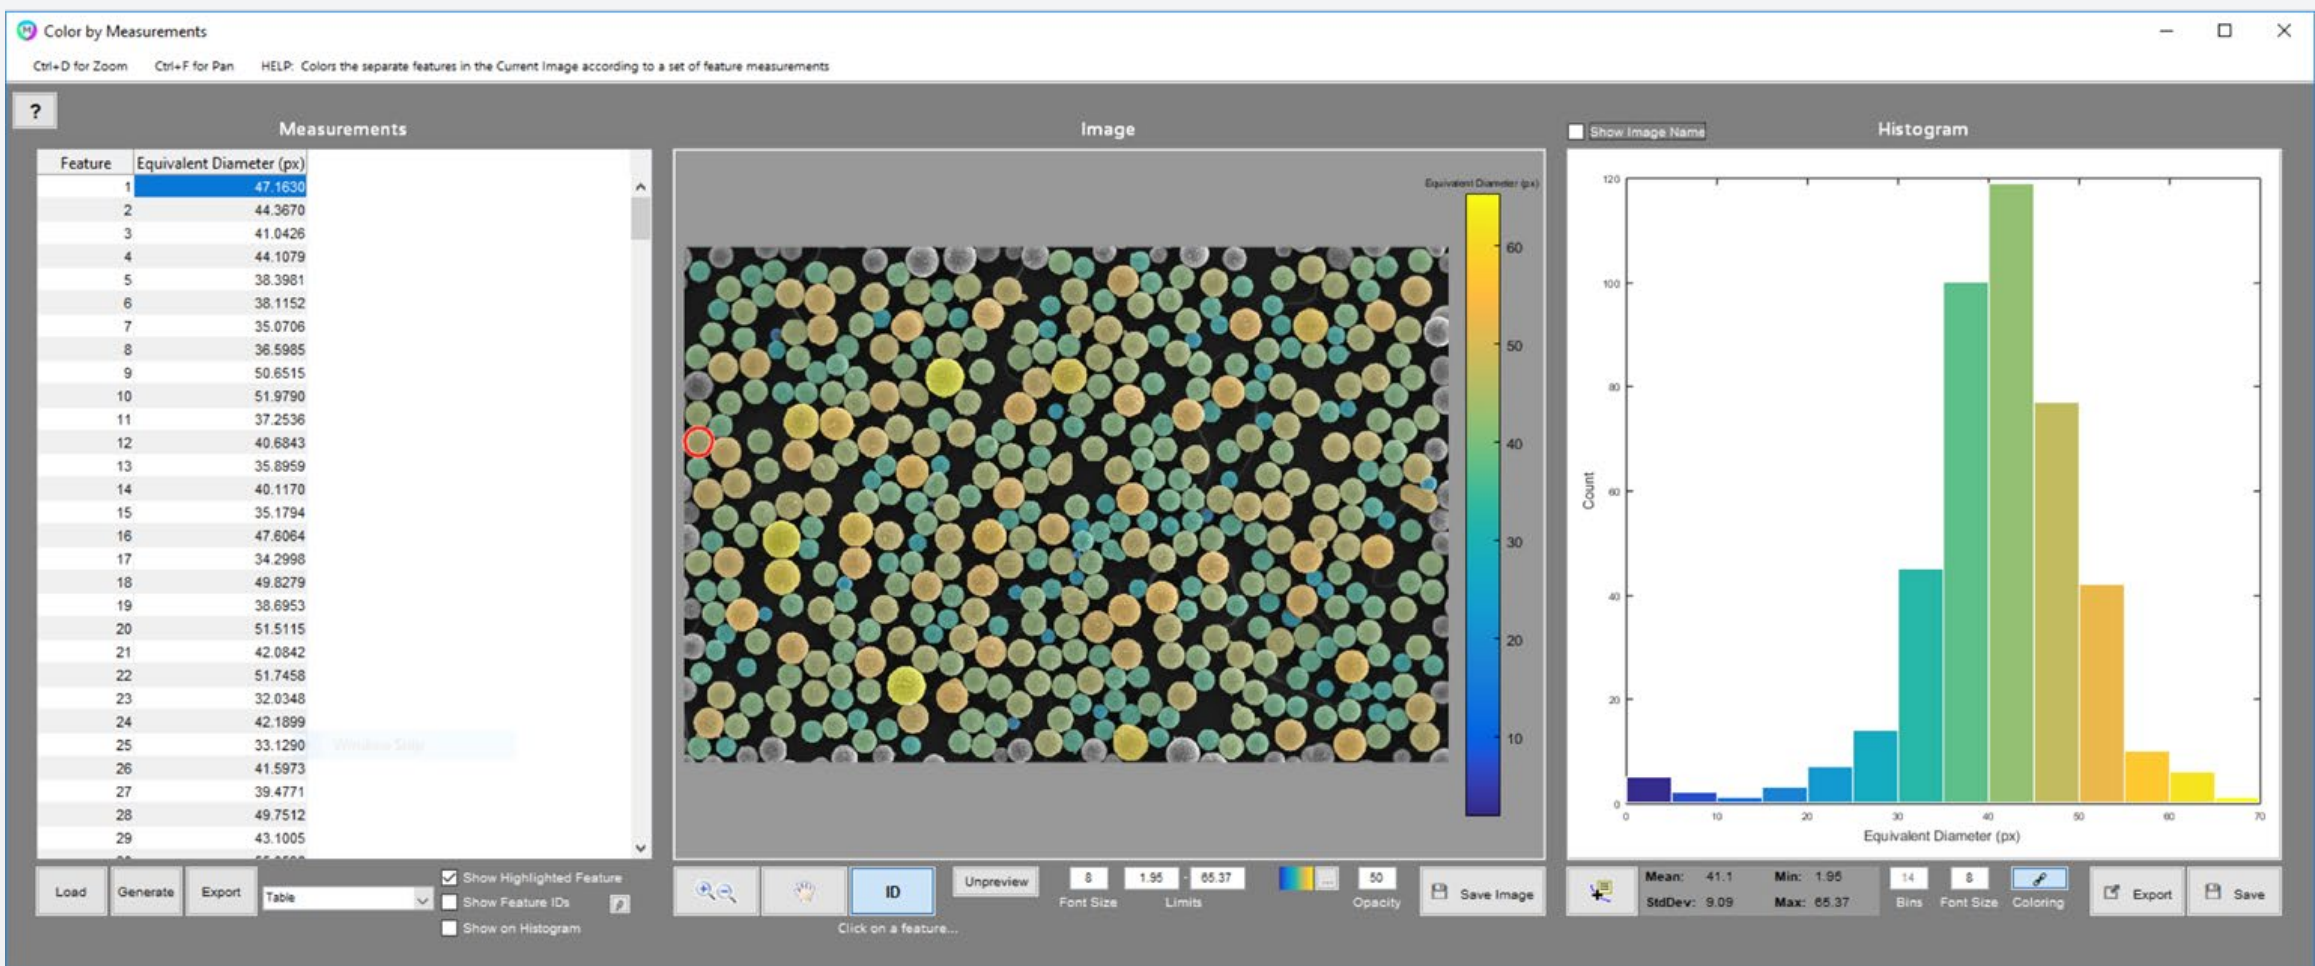 Color by Measurements
Ctrl+D for Zoom Ctrl+F for Pan HELP: Colors the separate features in the Current Image according to a set of feature measurements
?
Measurements
Feature Equivalent Diameter (px)
1 47.1630
2 44.3670
3 41.0426
4 44.1079
5 38.3981
6 38.1152
7 35.0706
8 36.5985
9 50.6515
10 51.9790
11 37.2536
12 40.6843
13 35.8959
14 40.1170
15 35.1794
16 47.6064
17 34.2998
18 49.8279
19 38.6953
20 51.5115
21 42.0842
22 51.7458
23 32.0348
24 42.1899
25 33.1290
26 41.5973
27 39.4771
28 49.7512
29 43.1005
Load Generate Export Table
Show Highlighted Feature
Show Feature IDs
Show on Histogram
Image
Equivalent Diameter (px)
60
50
40
30
20
10
ID Unpreview 8 1.95 - 65.37 ... 50 Save Image
Font Size Limits Opacity
Click on a feature...
Show Image Name Histogram
120
100
80
60
40
20
0
Count
0 10 20 30 40 50 60 70
Equivalent Diameter (px)
Mean: 41.1 Min: 1.95
StdDev: 9.09 Max: 65.37
14 8
Bins Font Size Coloring
Export Save